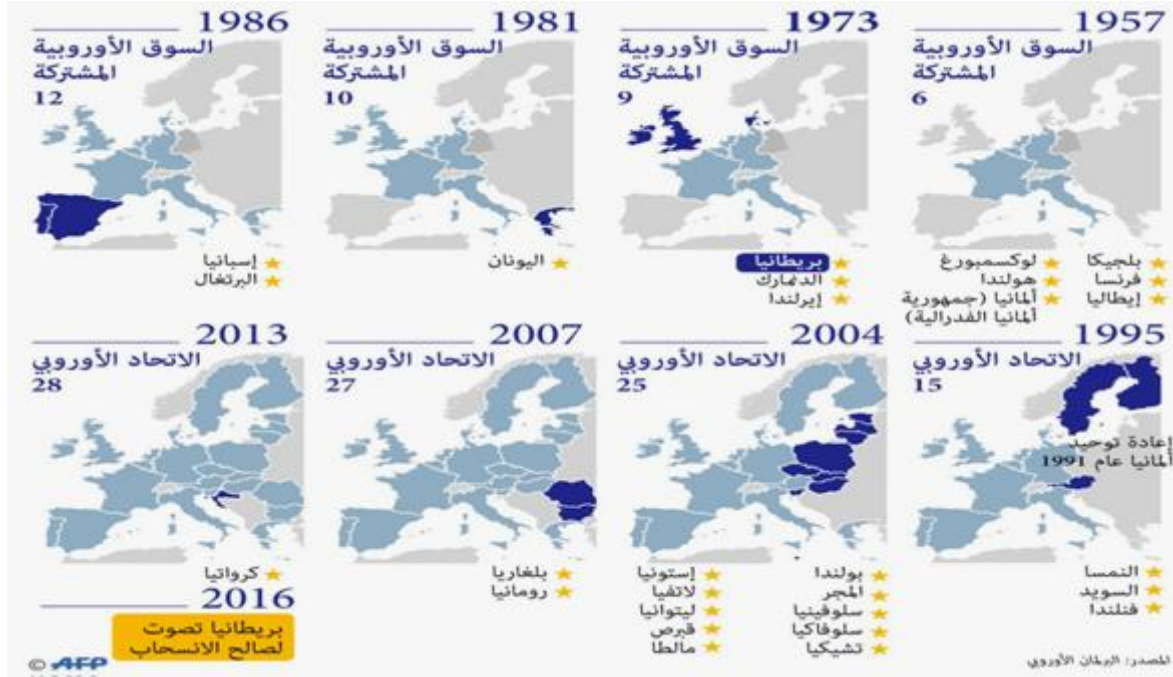 1957
السوق الأوروبية
المشتركة
6
بلجيكا
فرنسا
إيطاليا
لوكسمبورغ
هولندا
ألمانيا (جمهورية
ألمانيا الفدرالية)
1973
السوق الأوروبية
المشتركة
9
بريطانيا
الدنمارك
إيرلندا
1981
السوق الأوروبية
المشتركة
10
اليونان
1986
السوق الأوروبية
المشتركة
12
إسبانيا
البرتغال
1995
الاتحاد الأوروبي
15
إعادة توحيد
ألمانيا عام 1991
النمسا
السويد
فنلندا
2004
الاتحاد الأوروبي
25
بولندا
المجر
سلوفينيا
سلوفاكيا
تشيكيا
إستونيا
لاتفيا
ليتوانيا
قبرص
مالطا
2007
الاتحاد الأوروبي
27
بلغاريا
رومانيا
2013
الاتحاد الأوروبي
28
كرواتيا
2016
بريطانيا تصوت
لصالح الانسحاب
المصدر: البرلمان الأوروبي
© AFP